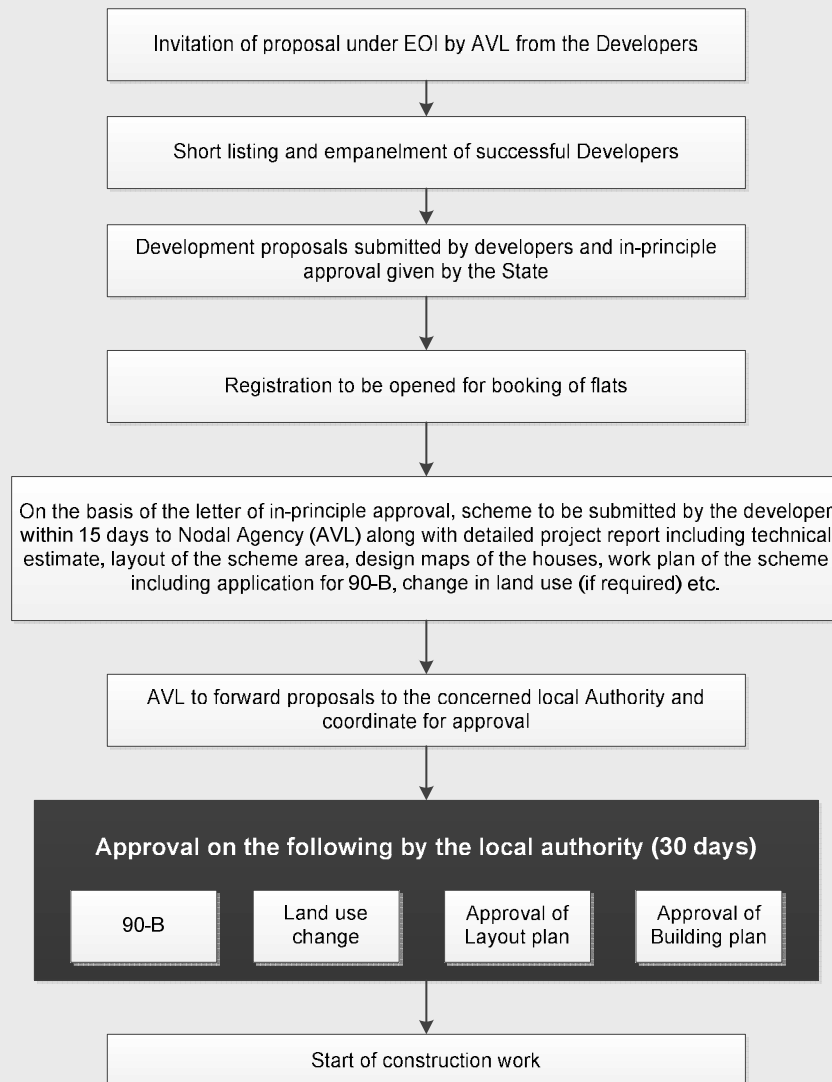 Invitation of proposal under EOI by AVL from the Developers
Short listing and empanelment of successful Developers
Development proposals submitted by developers and in-principle
approval given by the State
Registration to be opened for booking of flats
On the basis of the letter of in-principle approval, scheme to be submitted by the developer
within 15 days to Nodal Agency (AVL) along with detailed project report including technical
estimate, layout of the scheme area, design maps of the houses, work plan of the scheme
including application for 90-B, change in land use (if required) etc.
AVL to forward proposals to the concerned local Authority and
coordinate for approval
Approval on the following by the local authority (30 days)
90-B
Land use
change
Approval of
Layout plan
Approval of
Building plan
Start of construction work